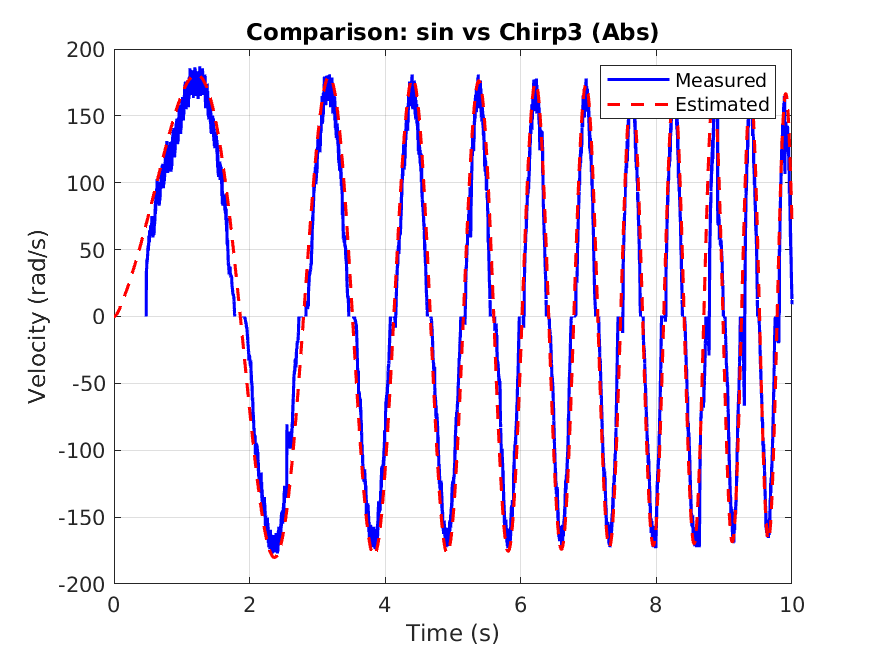 Comparison: sin vs Chirp3 (Abs)
Measured
Estimated
200
150
100
50
0
-50
-100
-150
-200
Velocity (rad/s)
0 2 4 6 8 10
Time (s)